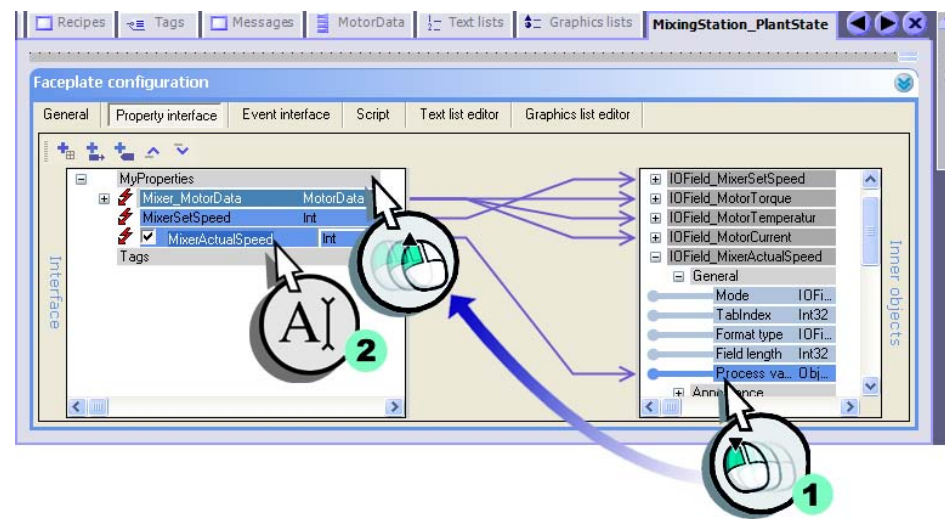 Recipes Tags Messages MotorData Text lists Graphics lists MixingStation_PlantState
Faceplate configuration
General Property interface Event interface Script Text list editor Graphics list editor
Interface
MyProperties
Mixer_MotorData MotorData
MixerSetSpeed Int
MixerActualSpeed Int
Tags
IOField_MixerSetSpeed
IOField_MotorTorque
IOField_MotorTemperatur
IOField_MotorCurrent
IOField_MixerActualSpeed
General
Mode IOFi...
TabIndex Int32
Format type IOFi...
Field length Int32
Process va... Obj...
Appearance
Inner objects
A
2
1